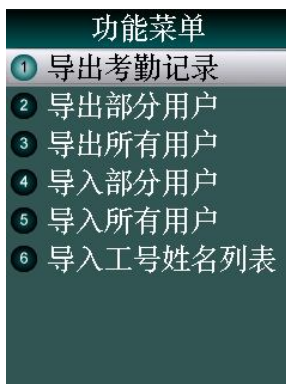 功能菜单
1 导出考勤记录
2 导出部分用户
3 导出所有用户
4 导入部分用户
5 导入所有用户
6 导入工号姓名列表